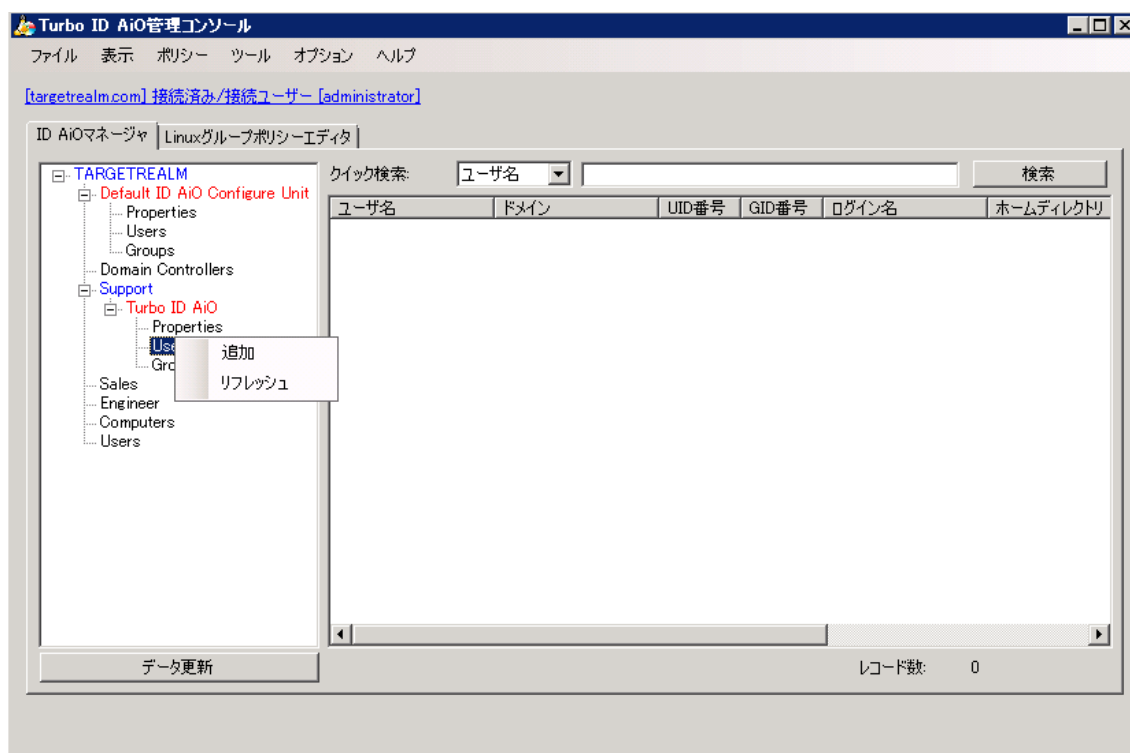 Turbo ID AiO管理コンソール
ファイル 表示 ポリシー ツール オプション ヘルプ
[targetrealm.com] 接続済み/接続ユーザー [administrator]
ID AiOマネージャ Linuxグループポリシーエディタ
クイック検索: ユーザ名 検索
ユーザ名 ドメイン UID番号 GID番号 ログイン名 ホームディレクトリ
TARGETREALM
Default ID AiO Configure Unit
Properties
Users
Groups
Domain Controllers
Support
Turbo ID AiO
Properties
追加
リフレッシュ
Sales
Engineer
Computers
Users
データ更新
レコード数: 0